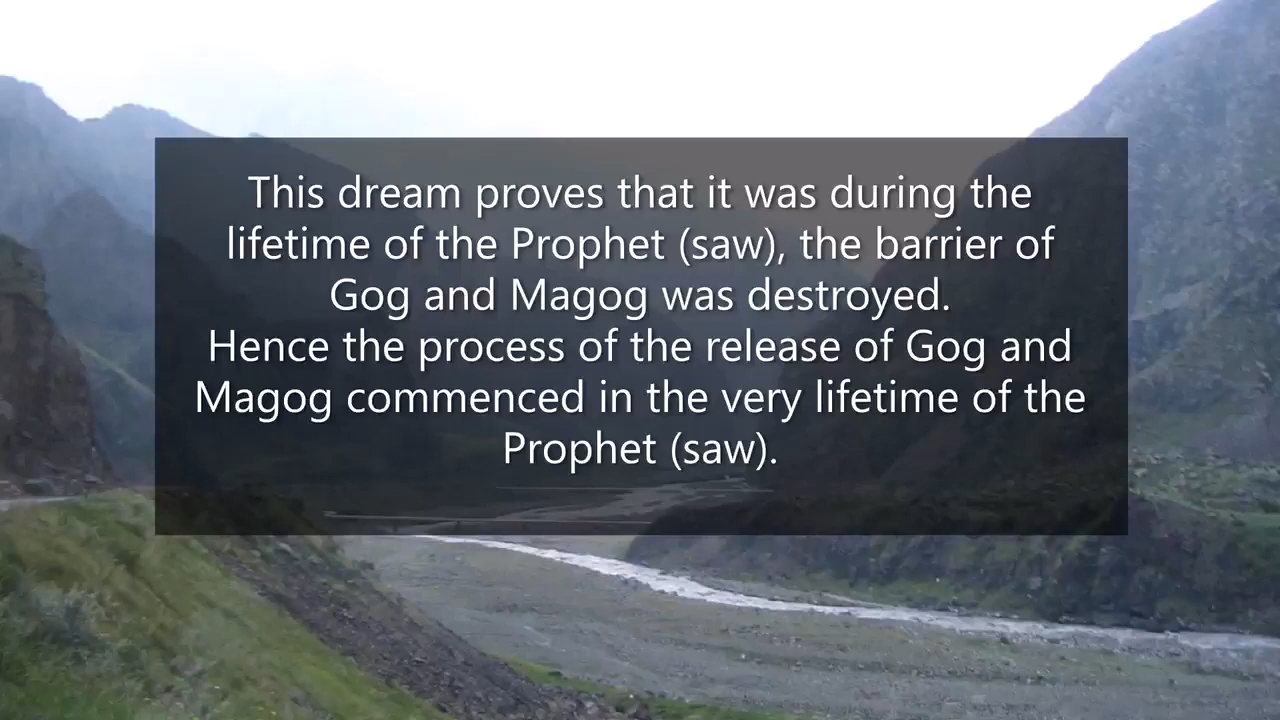 This dream proves that it was during the
lifetime of the Prophet (saw), the barrier of
Gog and Magog was destroyed.
Hence the process of the release of Gog and
Magog commenced in the very lifetime of the
Prophet (saw).